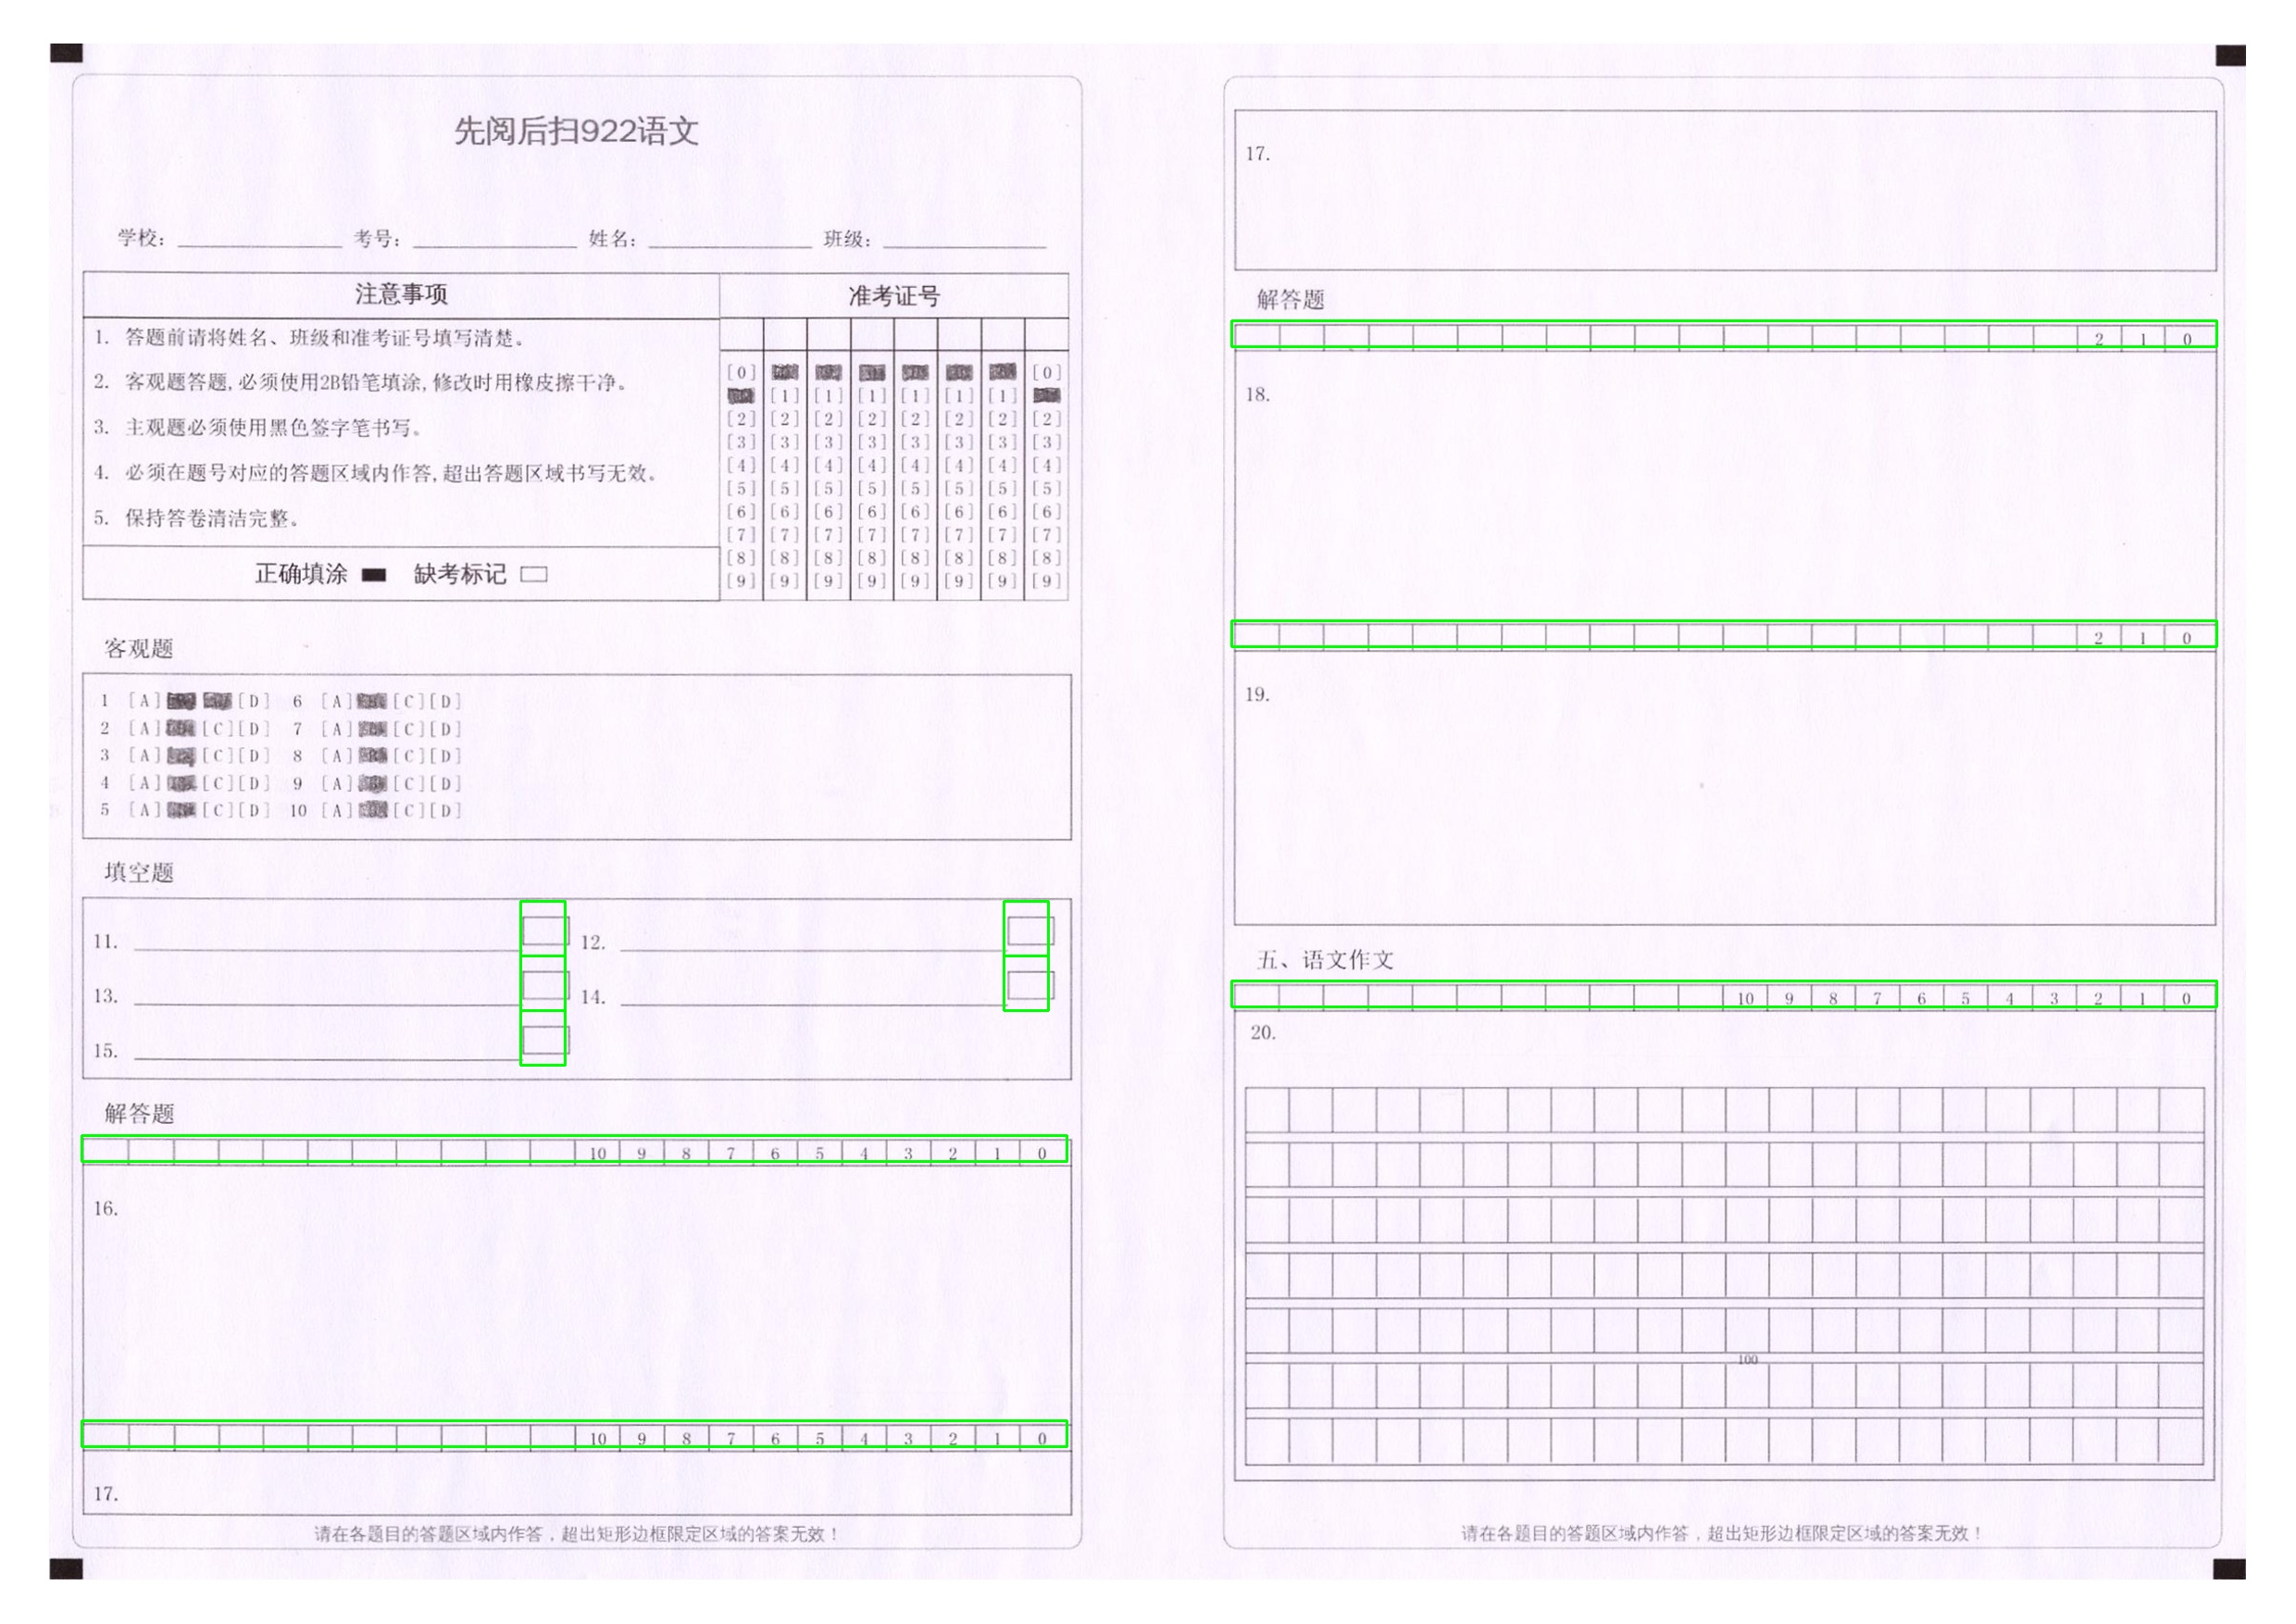 先阅后扫922语文
学校: 考号: 姓名: 班级:
注意事项
1. 答题前请将姓名、班级和准考证号填写清楚。
2. 客观题答题,必须使用2B铅笔填涂,修改时用橡皮擦干净。
3. 主观题必须使用黑色签字笔书写。
4. 必须在题号对应的答题区域内作答,超出答题区域书写无效。
5. 保持答卷清洁完整。
正确填涂 缺考标记
准考证号
[0] [0]
[1] [1] [1] [1] [1] [1]
[2] [2] [2] [2] [2] [2] [2] [2]
[3] [3] [3] [3] [3] [3] [3] [3]
[4] [4] [4] [4] [4] [4] [4] [4]
[5] [5] [5] [5] [5] [5] [5] [5]
[6] [6] [6] [6] [6] [6] [6] [6]
[7] [7] [7] [7] [7] [7] [7] [7]
[8] [8] [8] [8] [8] [8] [8] [8]
[9] [9] [9] [9] [9] [9] [9] [9]
客观题
1 [A] [D] 6 [A] [C][D]
2 [A] [C][D] 7 [A] [C][D]
3 [A] [C][D] 8 [A] [C][D]
4 [A] [C][D] 9 [A] [C][D]
5 [A] [C][D] 10 [A] [C][D]
填空题
11. 12.
13. 14.
15.
解答题
10 9 8 7 6 5 4 3 2 1 0
16.
10 9 8 7 6 5 4 3 2 1 0
17.
请在各题目的答题区域内作答，超出矩形边框限定区域的答案无效！
17.
解答题
2 1 0
18.
2 1 0
19.
五、语文作文
10 9 8 7 6 5 4 3 2 1 0
20.
100
请在各题目的答题区域内作答，超出矩形边框限定区域的答案无效！